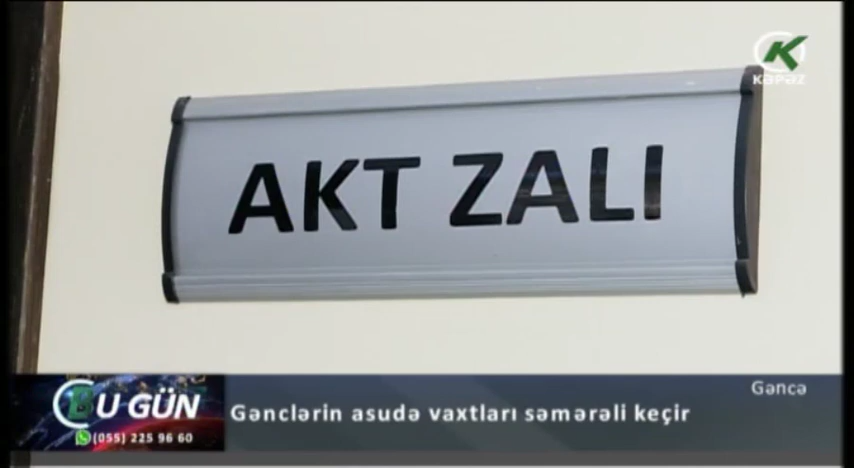 KƏPƏZ
AKT ZALI
Gəncə
BU GÜN
Gənclərin asudə vaxtları səmərəli keçir
(055) 225 96 60